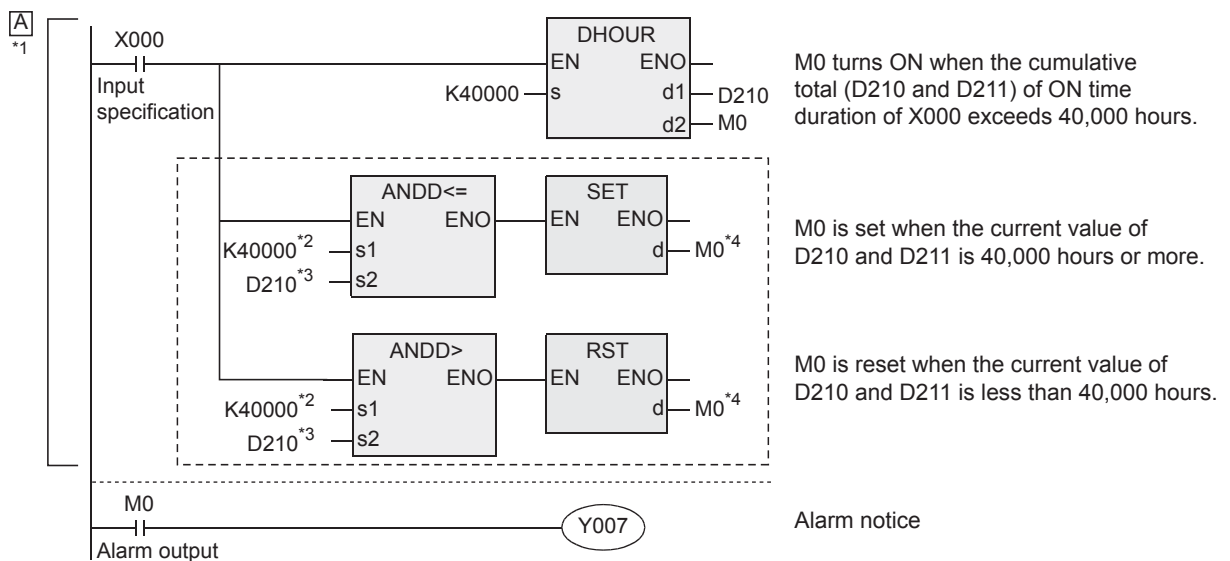 A
*1
X000
Input
specification
DHOUR
EN ENO
K40000 s d1 D210
d2 M0
M0 turns ON when the cumulative
total (D210 and D211) of ON time
duration of X000 exceeds 40,000 hours.
ANDD<=
EN ENO
K40000*2 s1
D210*3 s2
SET
EN ENO
d M0*4
M0 is set when the current value of
D210 and D211 is 40,000 hours or more.
ANDD>
EN ENO
K40000*2 s1
D210*3 s2
RST
EN ENO
d M0*4
M0 is reset when the current value of
D210 and D211 is less than 40,000 hours.
M0
Alarm output
Y007
Alarm notice